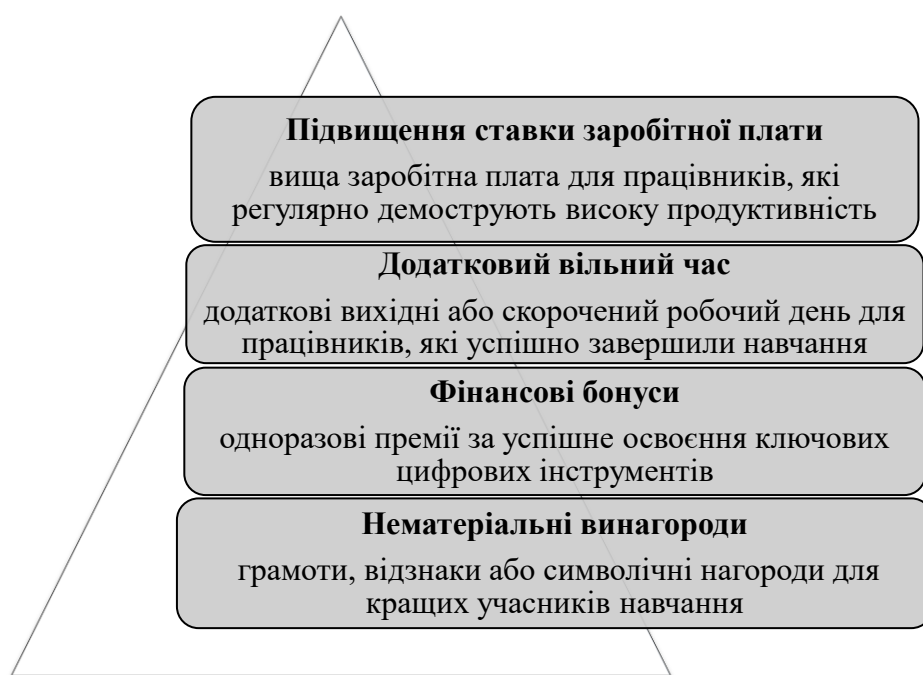 Підвищення ставки заробітної плати
вища заробітна плата для працівників, які
регулярно демострують високу продуктивність
Додатковий вільний час
додаткові вихідні або скорочений робочий день для
працівників, які успішно завершили навчання
Фінансові бонуси
одноразові премії за успішне освоєння ключових
цифрових інструментів
Нематеріальні винагороди
грамоти, відзнаки або символічні нагороди для
кращих учасників навчання